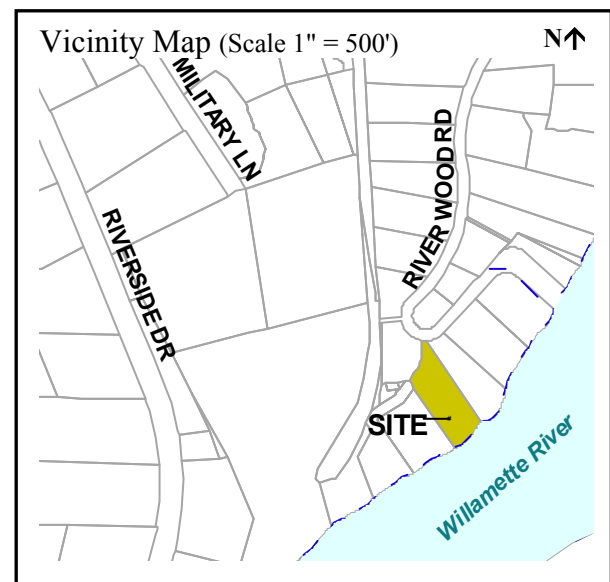 Vicinity Map (Scale 1" = 500')
N↑
MILITARY LN
RIVER WOOD RD
RIVERSIDE DR
SITE
Willamette River